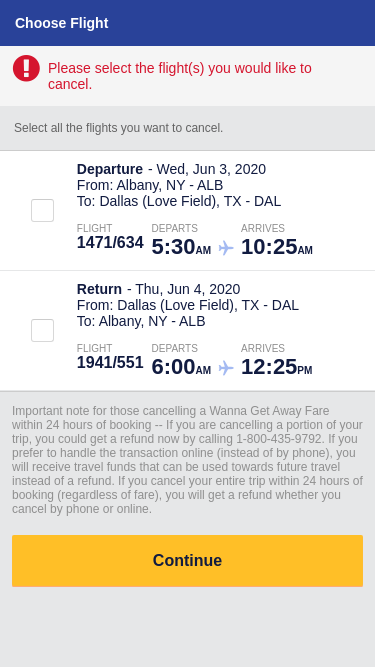 Choose Flight
Please select the flight(s) you would like to
cancel.
Select all the flights you want to cancel.
Departure - Wed, Jun 3, 2020
From: Albany, NY - ALB
To: Dallas (Love Field), TX - DAL
FLIGHT DEPARTS ARRIVES
1471/634 5:30AM 10:25AM
Return - Thu, Jun 4, 2020
From: Dallas (Love Field), TX - DAL
To: Albany, NY - ALB
FLIGHT DEPARTS ARRIVES
1941/551 6:00AM 12:25PM
Important note for those cancelling a Wanna Get Away Fare
within 24 hours of booking -- If you are cancelling a portion of your
trip, you could get a refund now by calling 1-800-435-9792. If you
prefer to handle the transaction online (instead of by phone), you
will receive travel funds that can be used towards future travel
instead of a refund. If you cancel your entire trip within 24 hours of
booking (regardless of fare), you will get a refund whether you
cancel by phone or online.
Continue